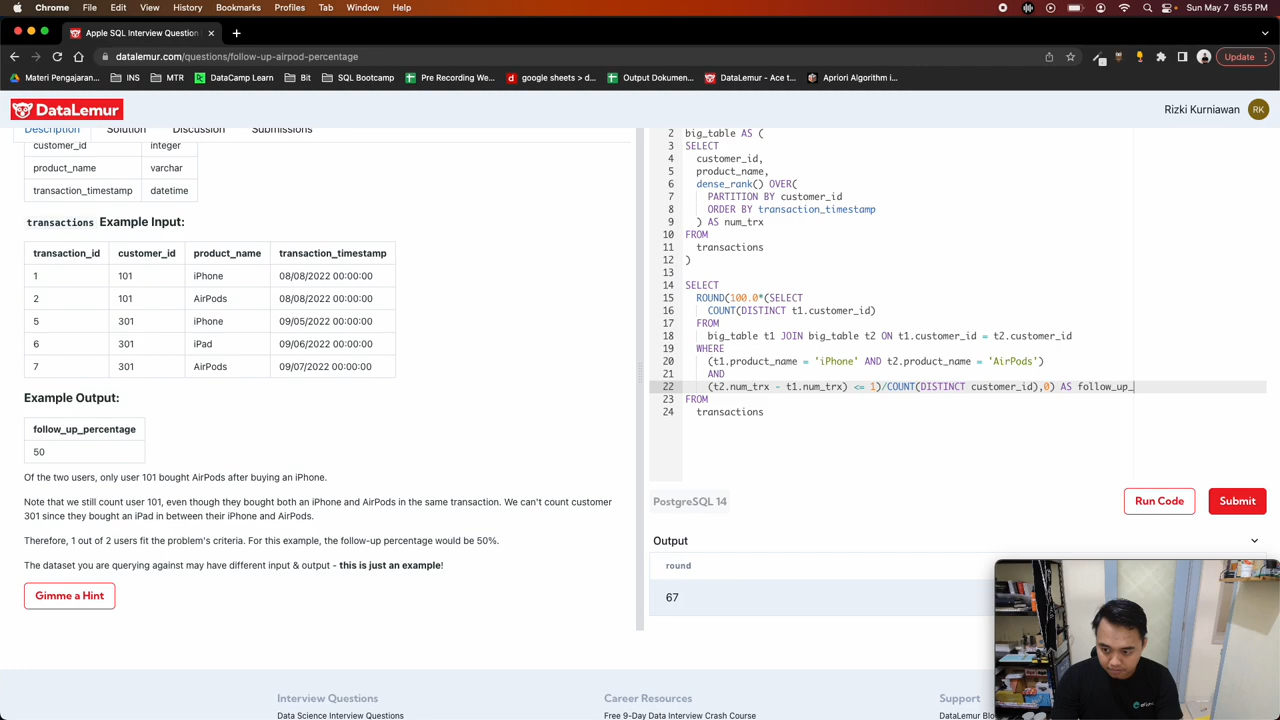 Chrome File Edit View History Bookmarks Profiles Tab Window Help Sun May 7 6:55 PM
Apple SQL Interview Question
datalemur.com/questions/follow-up-airpod-percentage Update
Materi Pengajaran... INS MTR DataCamp Learn Bit SQL Bootcamp Pre Recording We... google sheets > d... Output Dokumen... DataLemur - Ace t... Apriori Algorithm i...
DataLemur Rizki Kurniawan RK
Description Solution Discussion Submissions
customer_id integer
product_name varchar
transaction_timestamp datetime
transactions Example Input:
transaction_id customer_id product_name transaction_timestamp
1 101 iPhone 08/08/2022 00:00:00
2 101 AirPods 08/08/2022 00:00:00
5 301 iPhone 09/05/2022 00:00:00
6 301 iPad 09/06/2022 00:00:00
7 301 AirPods 09/07/2022 00:00:00
Example Output:
follow_up_percentage
50
Of the two users, only user 101 bought AirPods after buying an iPhone.
Note that we still count user 101, even though they bought both an iPhone and AirPods in the same transaction. We can't count customer
301 since they bought an iPad in between their iPhone and AirPods.
Therefore, 1 out of 2 users fit the problem's criteria. For this example, the follow-up percentage would be 50%.
The dataset you are querying against may have different input & output - this is just an example!
Gimme a Hint
2 big_table AS (
3 SELECT
4 customer_id,
5 product_name,
6 dense_rank() OVER(
7 PARTITION BY customer_id
8 ORDER BY transaction_timestamp
9 ) AS num_trx
10 FROM
11 transactions
12 )
13
14 SELECT
15 ROUND(100.0*(SELECT
16 COUNT(DISTINCT t1.customer_id)
17 FROM
18 big_table t1 JOIN big_table t2 ON t1.customer_id = t2.customer_id
19 WHERE
20 (t1.product_name = 'iPhone' AND t2.product_name = 'AirPods')
21 AND
22 (t2.num_trx - t1.num_trx) <= 1)/COUNT(DISTINCT customer_id),0) AS follow_up_
23 FROM
24 transactions
PostgreSQL 14 Run Code Submit
Output
round
67
Interview Questions Career Resources Support
Data Science Interview Questions Free 9-Day Data Interview Crash Course DataLemur Blo